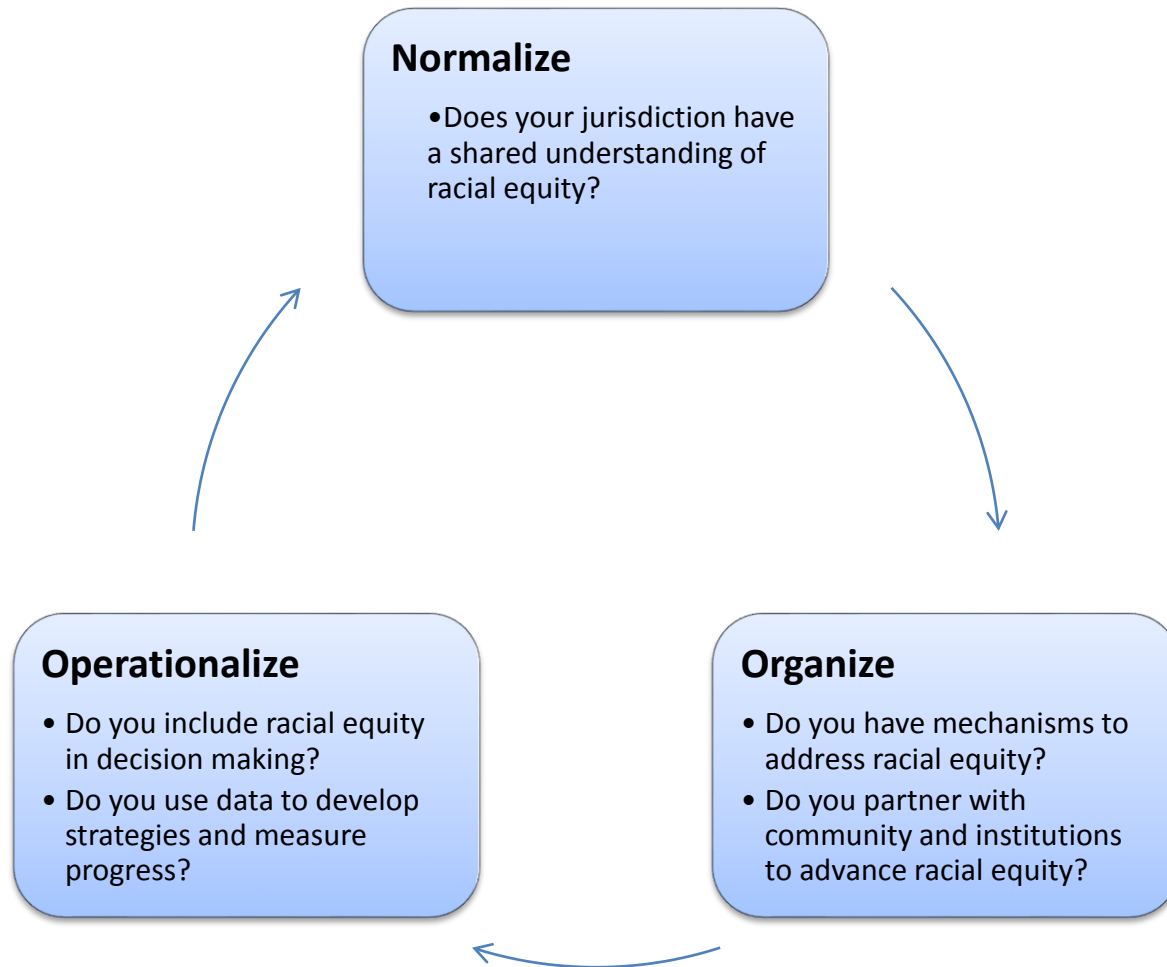 Normalize
•Does your jurisdiction have
a shared understanding of
racial equity?
Operationalize
• Do you include racial equity
in decision making?
• Do you use data to develop
strategies and measure
progress?
Organize
• Do you have mechanisms to
address racial equity?
• Do you partner with
community and institutions
to advance racial equity?